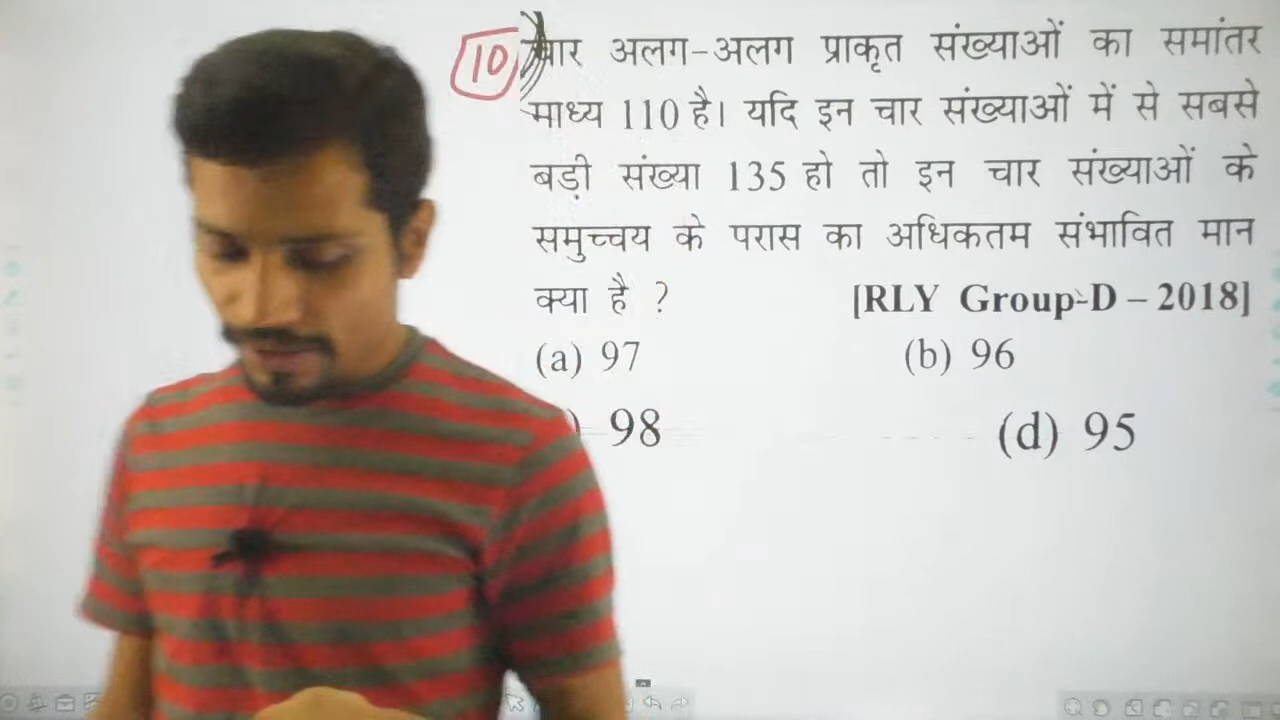 10 चार अलग-अलग प्राकृत संख्याओं का समांतर
माध्य 110 है। यदि इन चार संख्याओं में से सबसे
बड़ी संख्या 135 हो तो इन चार संख्याओं के
समुच्चय के परास का अधिकतम संभावित मान
क्या है ? [RLY Group-D – 2018]
(a) 97 (b) 96
) 98 (d) 95